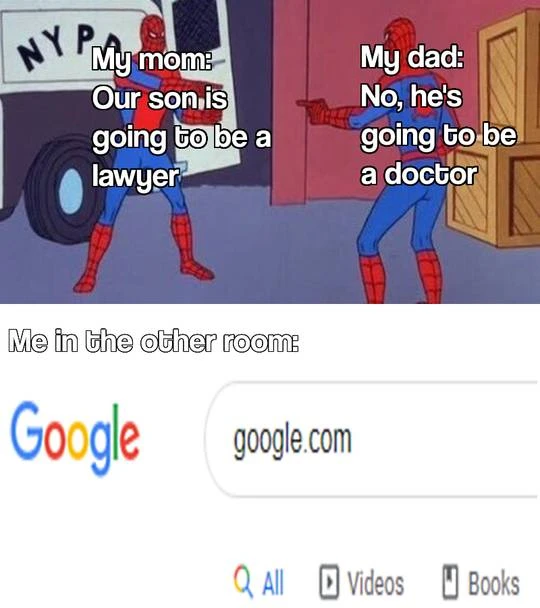 NYPD
My mom:
Our son is
going to be a
lawyer
My dad:
No, he's
going to be
a doctor
Me in the other room:
Google
google.com
All Videos Books